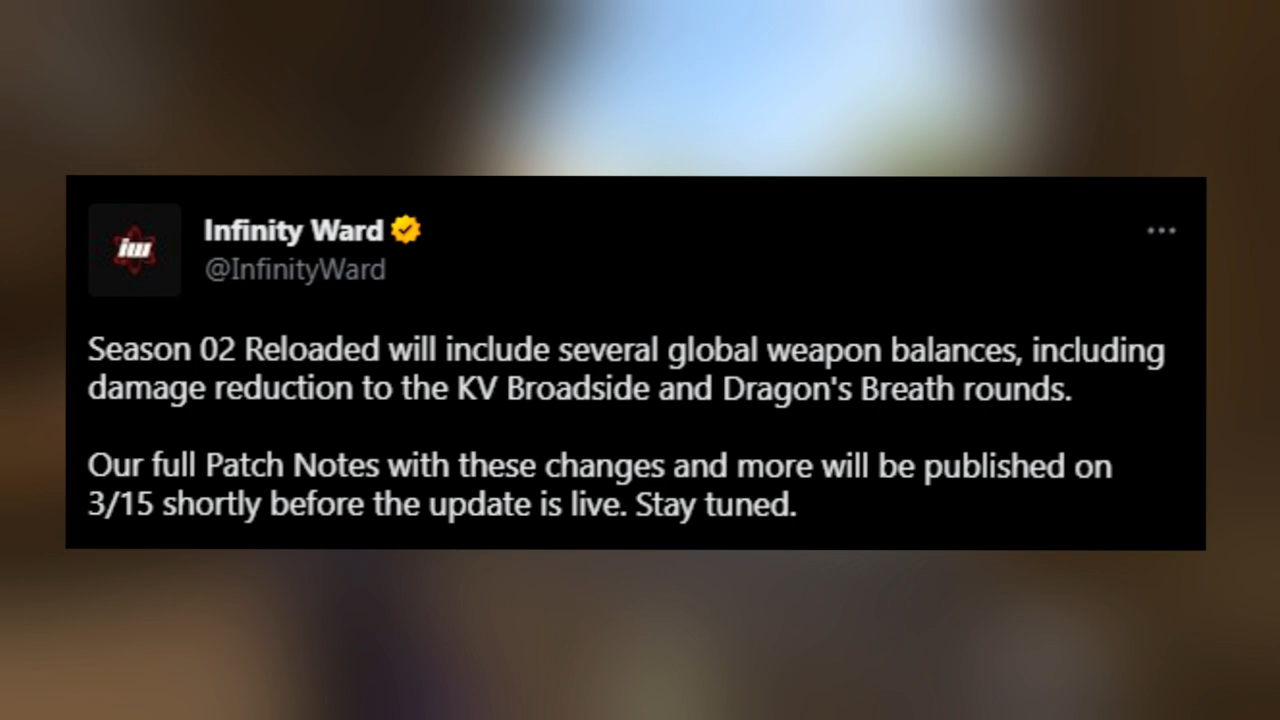 iw
Infinity Ward
@InfinityWard
Season 02 Reloaded will include several global weapon balances, including
damage reduction to the KV Broadside and Dragon's Breath rounds.
Our full Patch Notes with these changes and more will be published on
3/15 shortly before the update is live. Stay tuned.